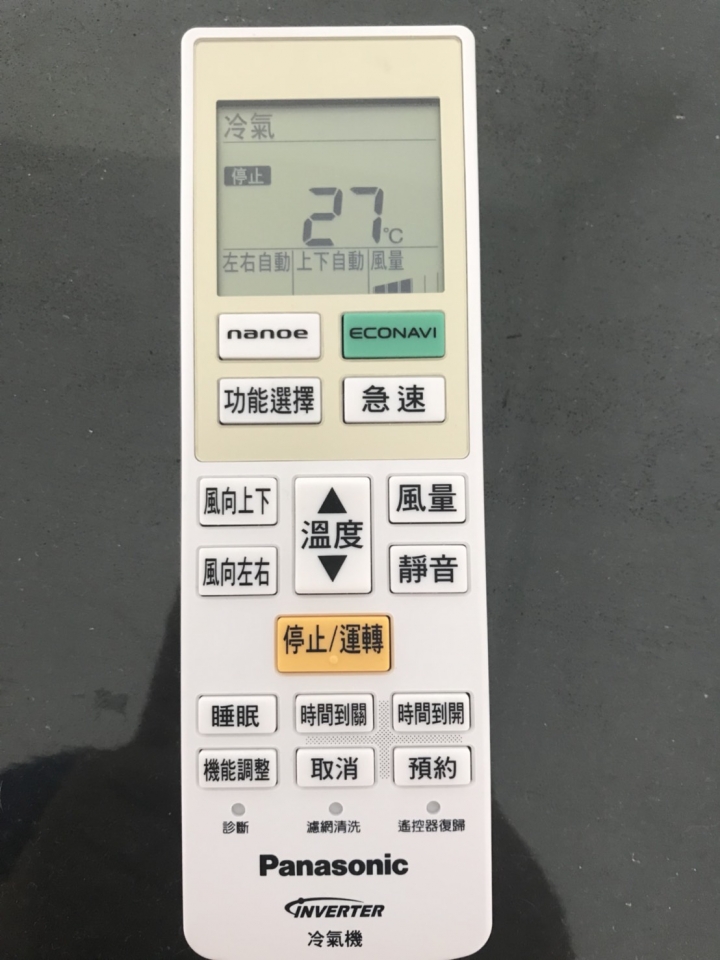 冷氣
停止
27℃
左右自動 上下自動 風量
nanoe ECONAVI
功能選擇 急速
風向上下 ▲ 溫度 ▼ 風量
風向左右 靜音
停止/運轉
睡眠 時間到關 時間到開
機能調整 取消 預約
診斷 濾網清洗 遙控器復歸
Panasonic
INVERTER
冷氣機